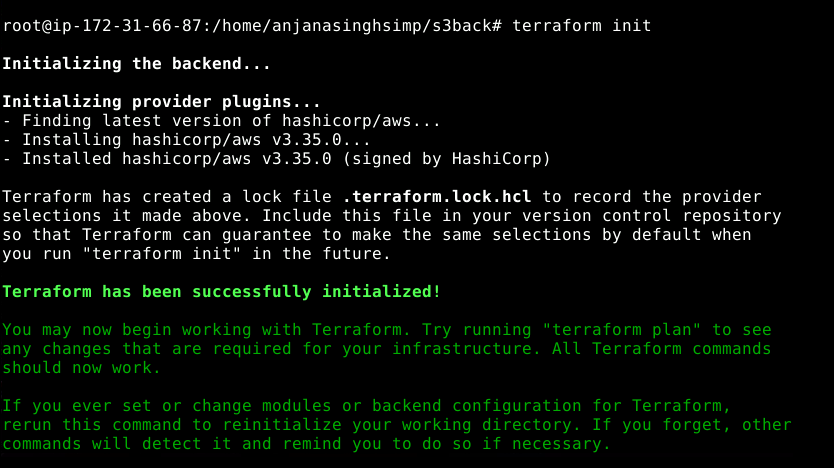 root@ip-172-31-66-87:/home/anjanasinghsimp/s3back# terraform init
Initializing the backend...
Initializing provider plugins...
- Finding latest version of hashicorp/aws...
- Installing hashicorp/aws v3.35.0...
- Installed hashicorp/aws v3.35.0 (signed by HashiCorp)
Terraform has created a lock file .terraform.lock.hcl to record the provider
selections it made above. Include this file in your version control repository
so that Terraform can guarantee to make the same selections by default when
you run "terraform init" in the future.
Terraform has been successfully initialized!
You may now begin working with Terraform. Try running "terraform plan" to see
any changes that are required for your infrastructure. All Terraform commands
should now work.
If you ever set or change modules or backend configuration for Terraform,
rerun this command to reinitialize your working directory. If you forget, other
commands will detect it and remind you to do so if necessary.